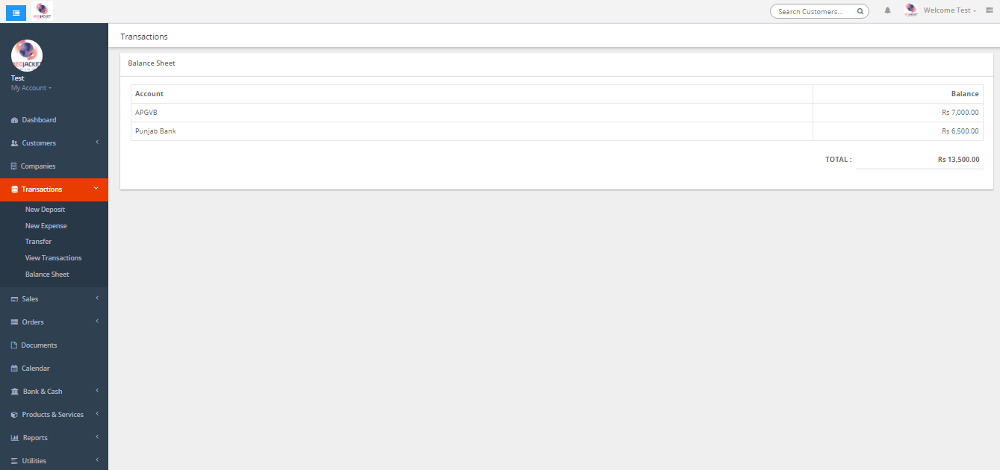 Search Customers...
Welcome Test
Transactions
Test
My Account
Dashboard
Customers
Companies
Transactions
New Deposit
New Expense
Transfer
View Transactions
Balance Sheet
Sales
Orders
Documents
Calendar
Bank & Cash
Products & Services
Reports
Utilities
Balance Sheet
Account Balance
APGVB Rs 7,000.00
Punjab Bank Rs 6,500.00
TOTAL : Rs 13,500.00